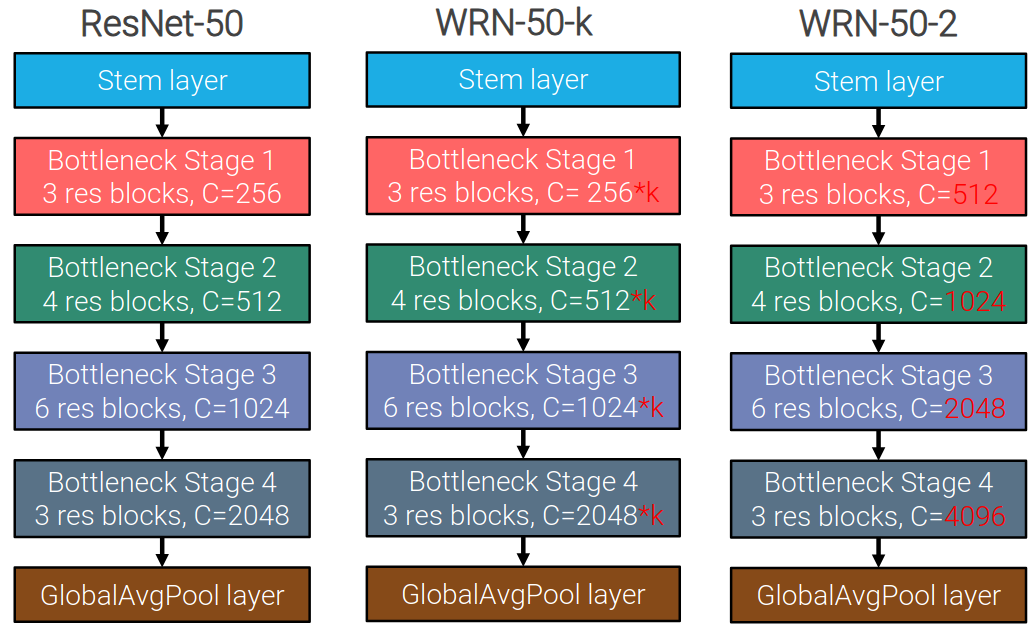 ResNet-50
Stem layer
Bottleneck Stage 1
3 res blocks, C=256
Bottleneck Stage 2
4 res blocks, C=512
Bottleneck Stage 3
6 res blocks, C=1024
Bottleneck Stage 4
3 res blocks, C=2048
GlobalAvgPool layer
WRN-50-k
Stem layer
Bottleneck Stage 1
3 res blocks, C= 256*k
Bottleneck Stage 2
4 res blocks, C=512*k
Bottleneck Stage 3
6 res blocks, C=1024*k
Bottleneck Stage 4
3 res blocks, C=2048*k
GlobalAvgPool layer
WRN-50-2
Stem layer
Bottleneck Stage 1
3 res blocks, C=512
Bottleneck Stage 2
4 res blocks, C=1024
Bottleneck Stage 3
6 res blocks, C=2048
Bottleneck Stage 4
3 res blocks, C=4096
GlobalAvgPool layer